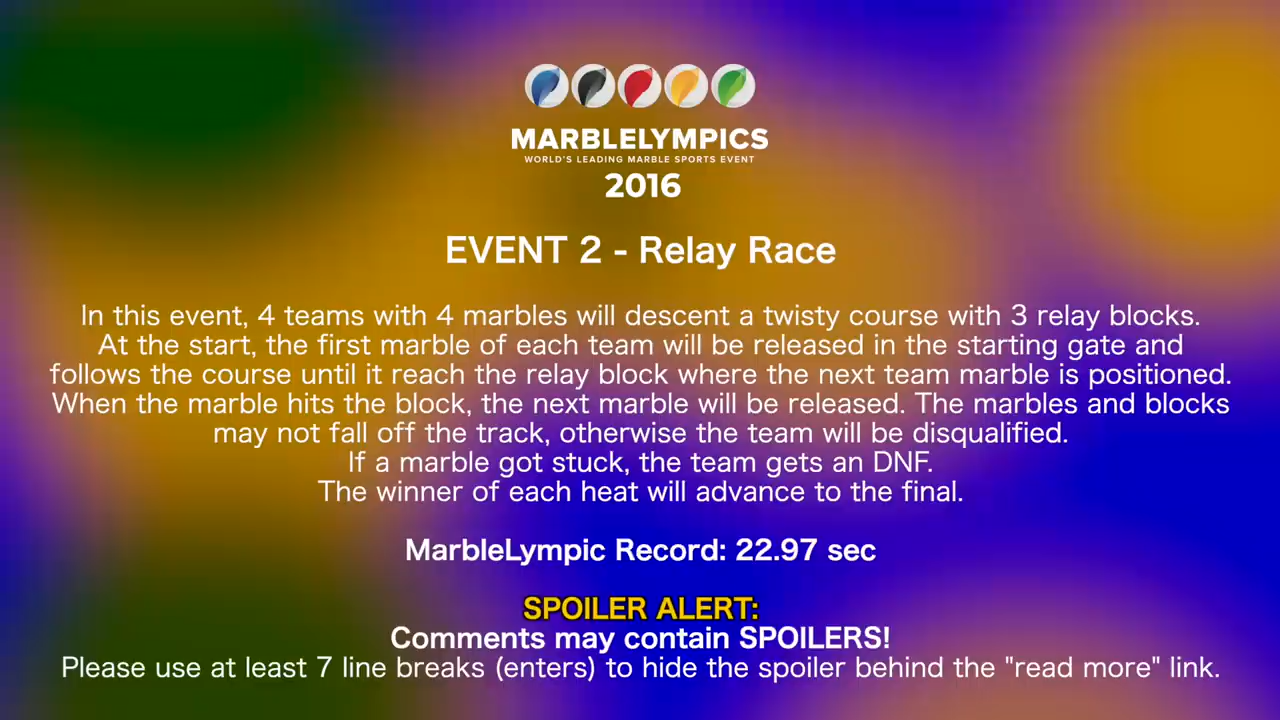 MARBLELYMPICS
WORLD'S LEADING MARBLE SPORTS EVENT
2016
EVENT 2 - Relay Race
In this event, 4 teams with 4 marbles will descent a twisty course with 3 relay blocks.
At the start, the first marble of each team will be released in the starting gate and
follows the course until it reach the relay block where the next team marble is positioned.
When the marble hits the block, the next marble will be released. The marbles and blocks
may not fall off the track, otherwise the team will be disqualified.
If a marble got stuck, the team gets an DNF.
The winner of each heat will advance to the final.
MarbleLympic Record: 22.97 sec
SPOILER ALERT:
Comments may contain SPOILERS!
Please use at least 7 line breaks (enters) to hide the spoiler behind the "read more" link.